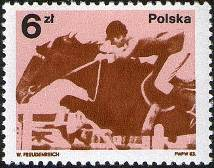 6 zł Polska
W. FREUDENREICH PWPW 83.